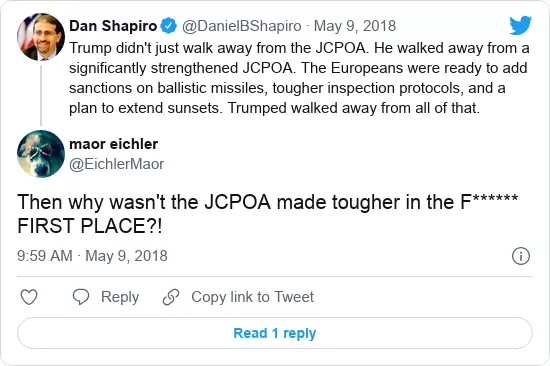 Dan Shapiro @DanielBShapiro · May 9, 2018
Trump didn't just walk away from the JCPOA. He walked away from a
significantly strengthened JCPOA. The Europeans were ready to add
sanctions on ballistic missiles, tougher inspection protocols, and a
plan to extend sunsets. Trumped walked away from all of that.
maor eichler
@EichlerMaor
Then why wasn't the JCPOA made tougher in the F******
FIRST PLACE?!
9:59 AM · May 9, 2018
Reply Copy link to Tweet
Read 1 reply